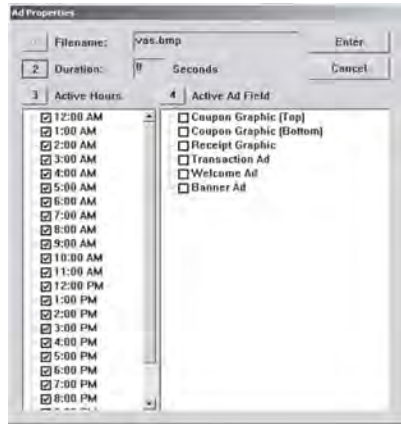 Ad Properties
Filename: vas.bmp Enter
2 Duration: 0 Seconds Cancel
3 Active Hours 4 Active Ad Field
12:00 AM
1:00 AM
2:00 AM
3:00 AM
4:00 AM
5:00 AM
6:00 AM
7:00 AM
8:00 AM
9:00 AM
10:00 AM
11:00 AM
12:00 PM
1:00 PM
2:00 PM
3:00 PM
4:00 PM
5:00 PM
6:00 PM
7:00 PM
8:00 PM
Coupon Graphic (Top)
Coupon Graphic (Bottom)
Receipt Graphic
Transaction Ad
Welcome Ad
Banner Ad